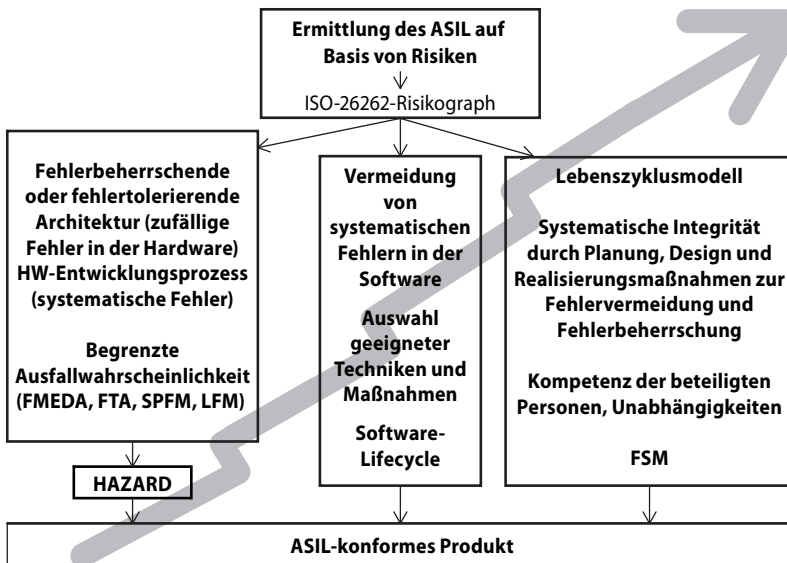 Ermittlung des ASIL auf
Basis von Risiken
ISO-26262-Risikograph
Fehlerbeherrschende
oder fehlertolerierende
Architektur (zufällige
Fehler in der Hardware)
HW-Entwicklungsprozess
(systematische Fehler)
Begrenzte
Ausfallwahrscheinlichkeit
(FMEDA, FTA, SPFM, LFM)
HAZARD
Vermeidung
von
systematischen
Fehlern in der
Software
Auswahl
geeigneter
Techniken und
Maßnahmen
Software-
Lifecycle
Lebenszyklusmodell
Systematische Integrität
durch Planung, Design und
Realisierungsmaßnahmen zur
Fehlervermeidung und
Fehlerbeherrschung
Kompetenz der beteiligten
Personen, Unabhängigkeiten
FSM
ASIL-konformes Produkt